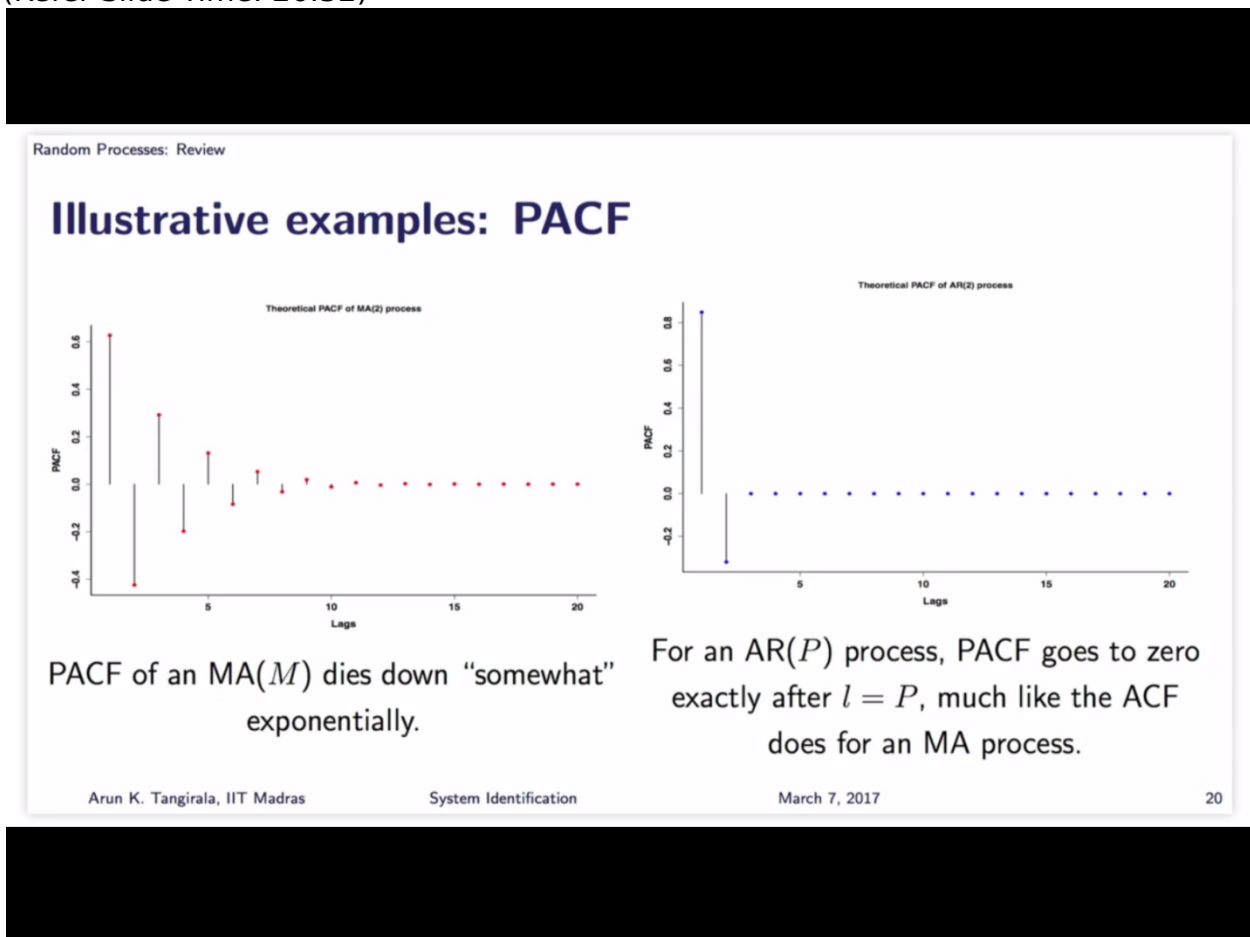 Random Processes: Review
Illustrative examples: PACF
Theoretical PACF of MA(2) process
PACF
0.6
0.4
0.2
0.0
-0.2
-0.4
5
10
15
20
Lags
PACF of an MA(M) dies down “somewhat”
exponentially.
Theoretical PACF of AR(2) process
PACF
0.8
0.6
0.4
0.2
0.0
-0.2
5
10
15
20
Lags
For an AR(P) process, PACF goes to zero
exactly after l = P, much like the ACF
does for an MA process.
Arun K. Tangirala, IIT Madras
System Identification
March 7, 2017
20